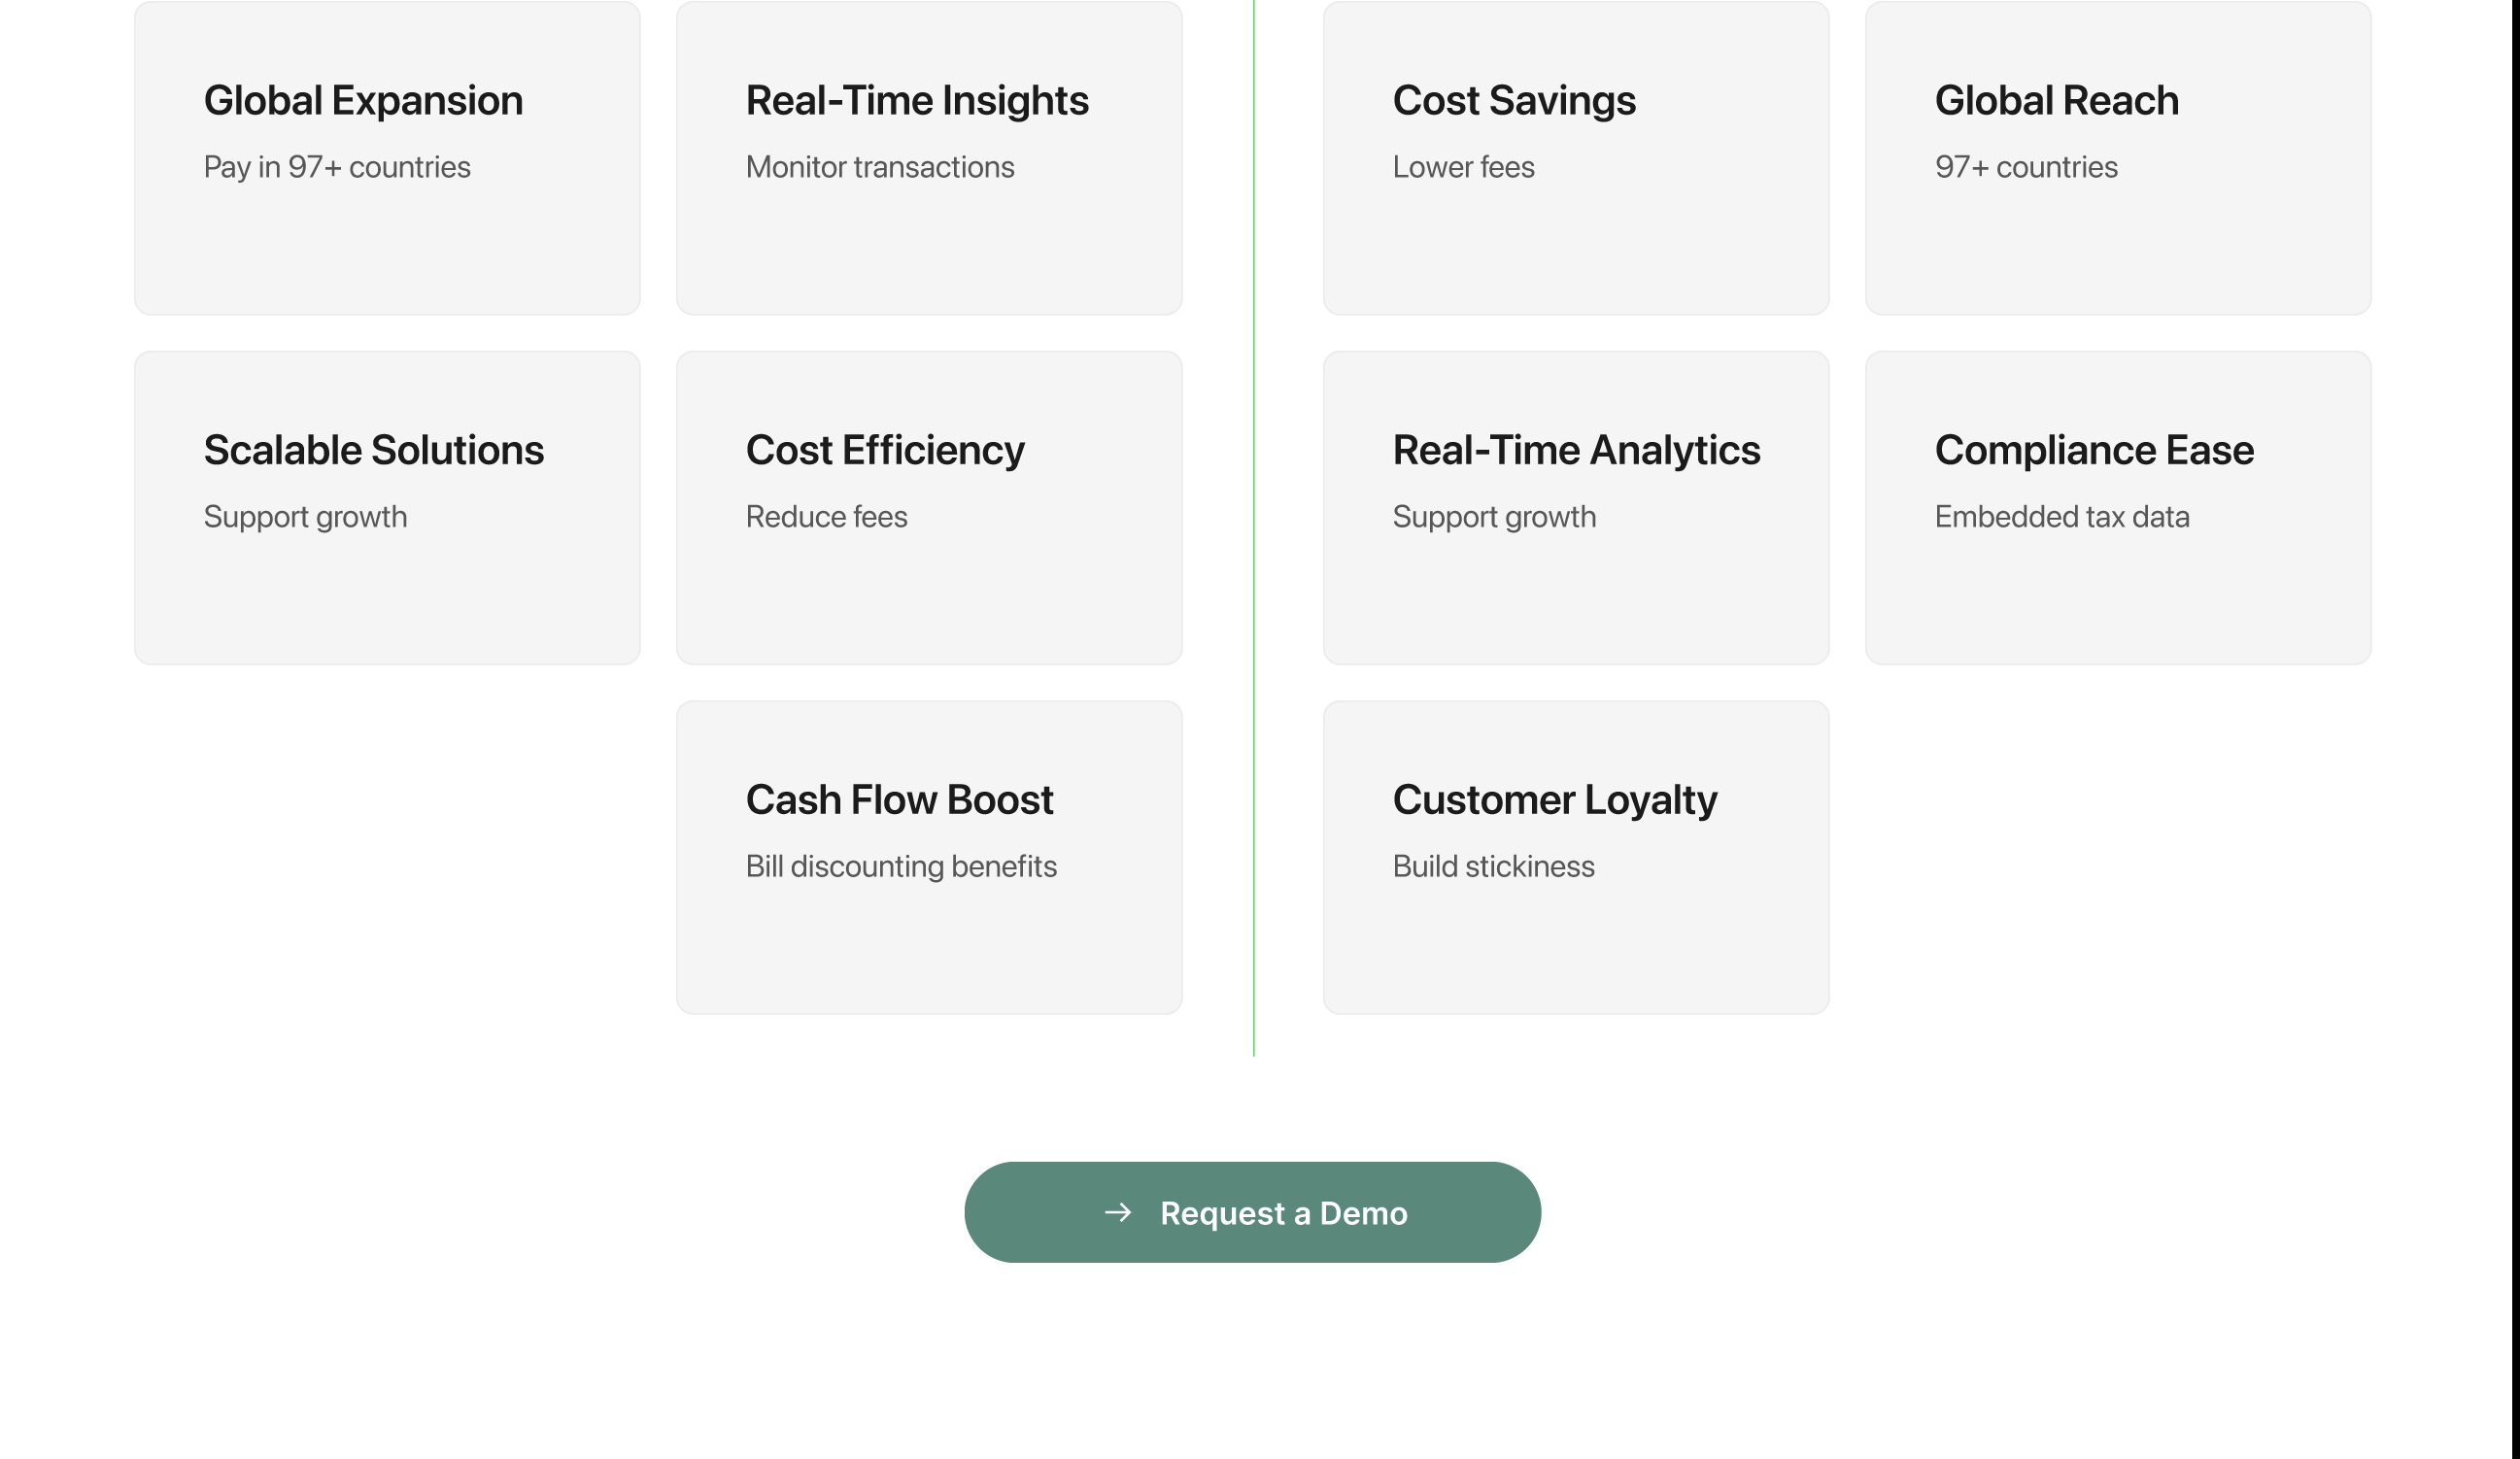 Global Expansion
Pay in 97+ countries
Real-Time Insights
Monitor transactions
Cost Savings
Lower fees
Global Reach
97+ countries
Scalable Solutions
Support growth
Cost Efficiency
Reduce fees
Real-Time Analytics
Support growth
Compliance Ease
Embedded tax data
Cash Flow Boost
Bill discounting benefits
Customer Loyalty
Build stickiness
→ Request a Demo